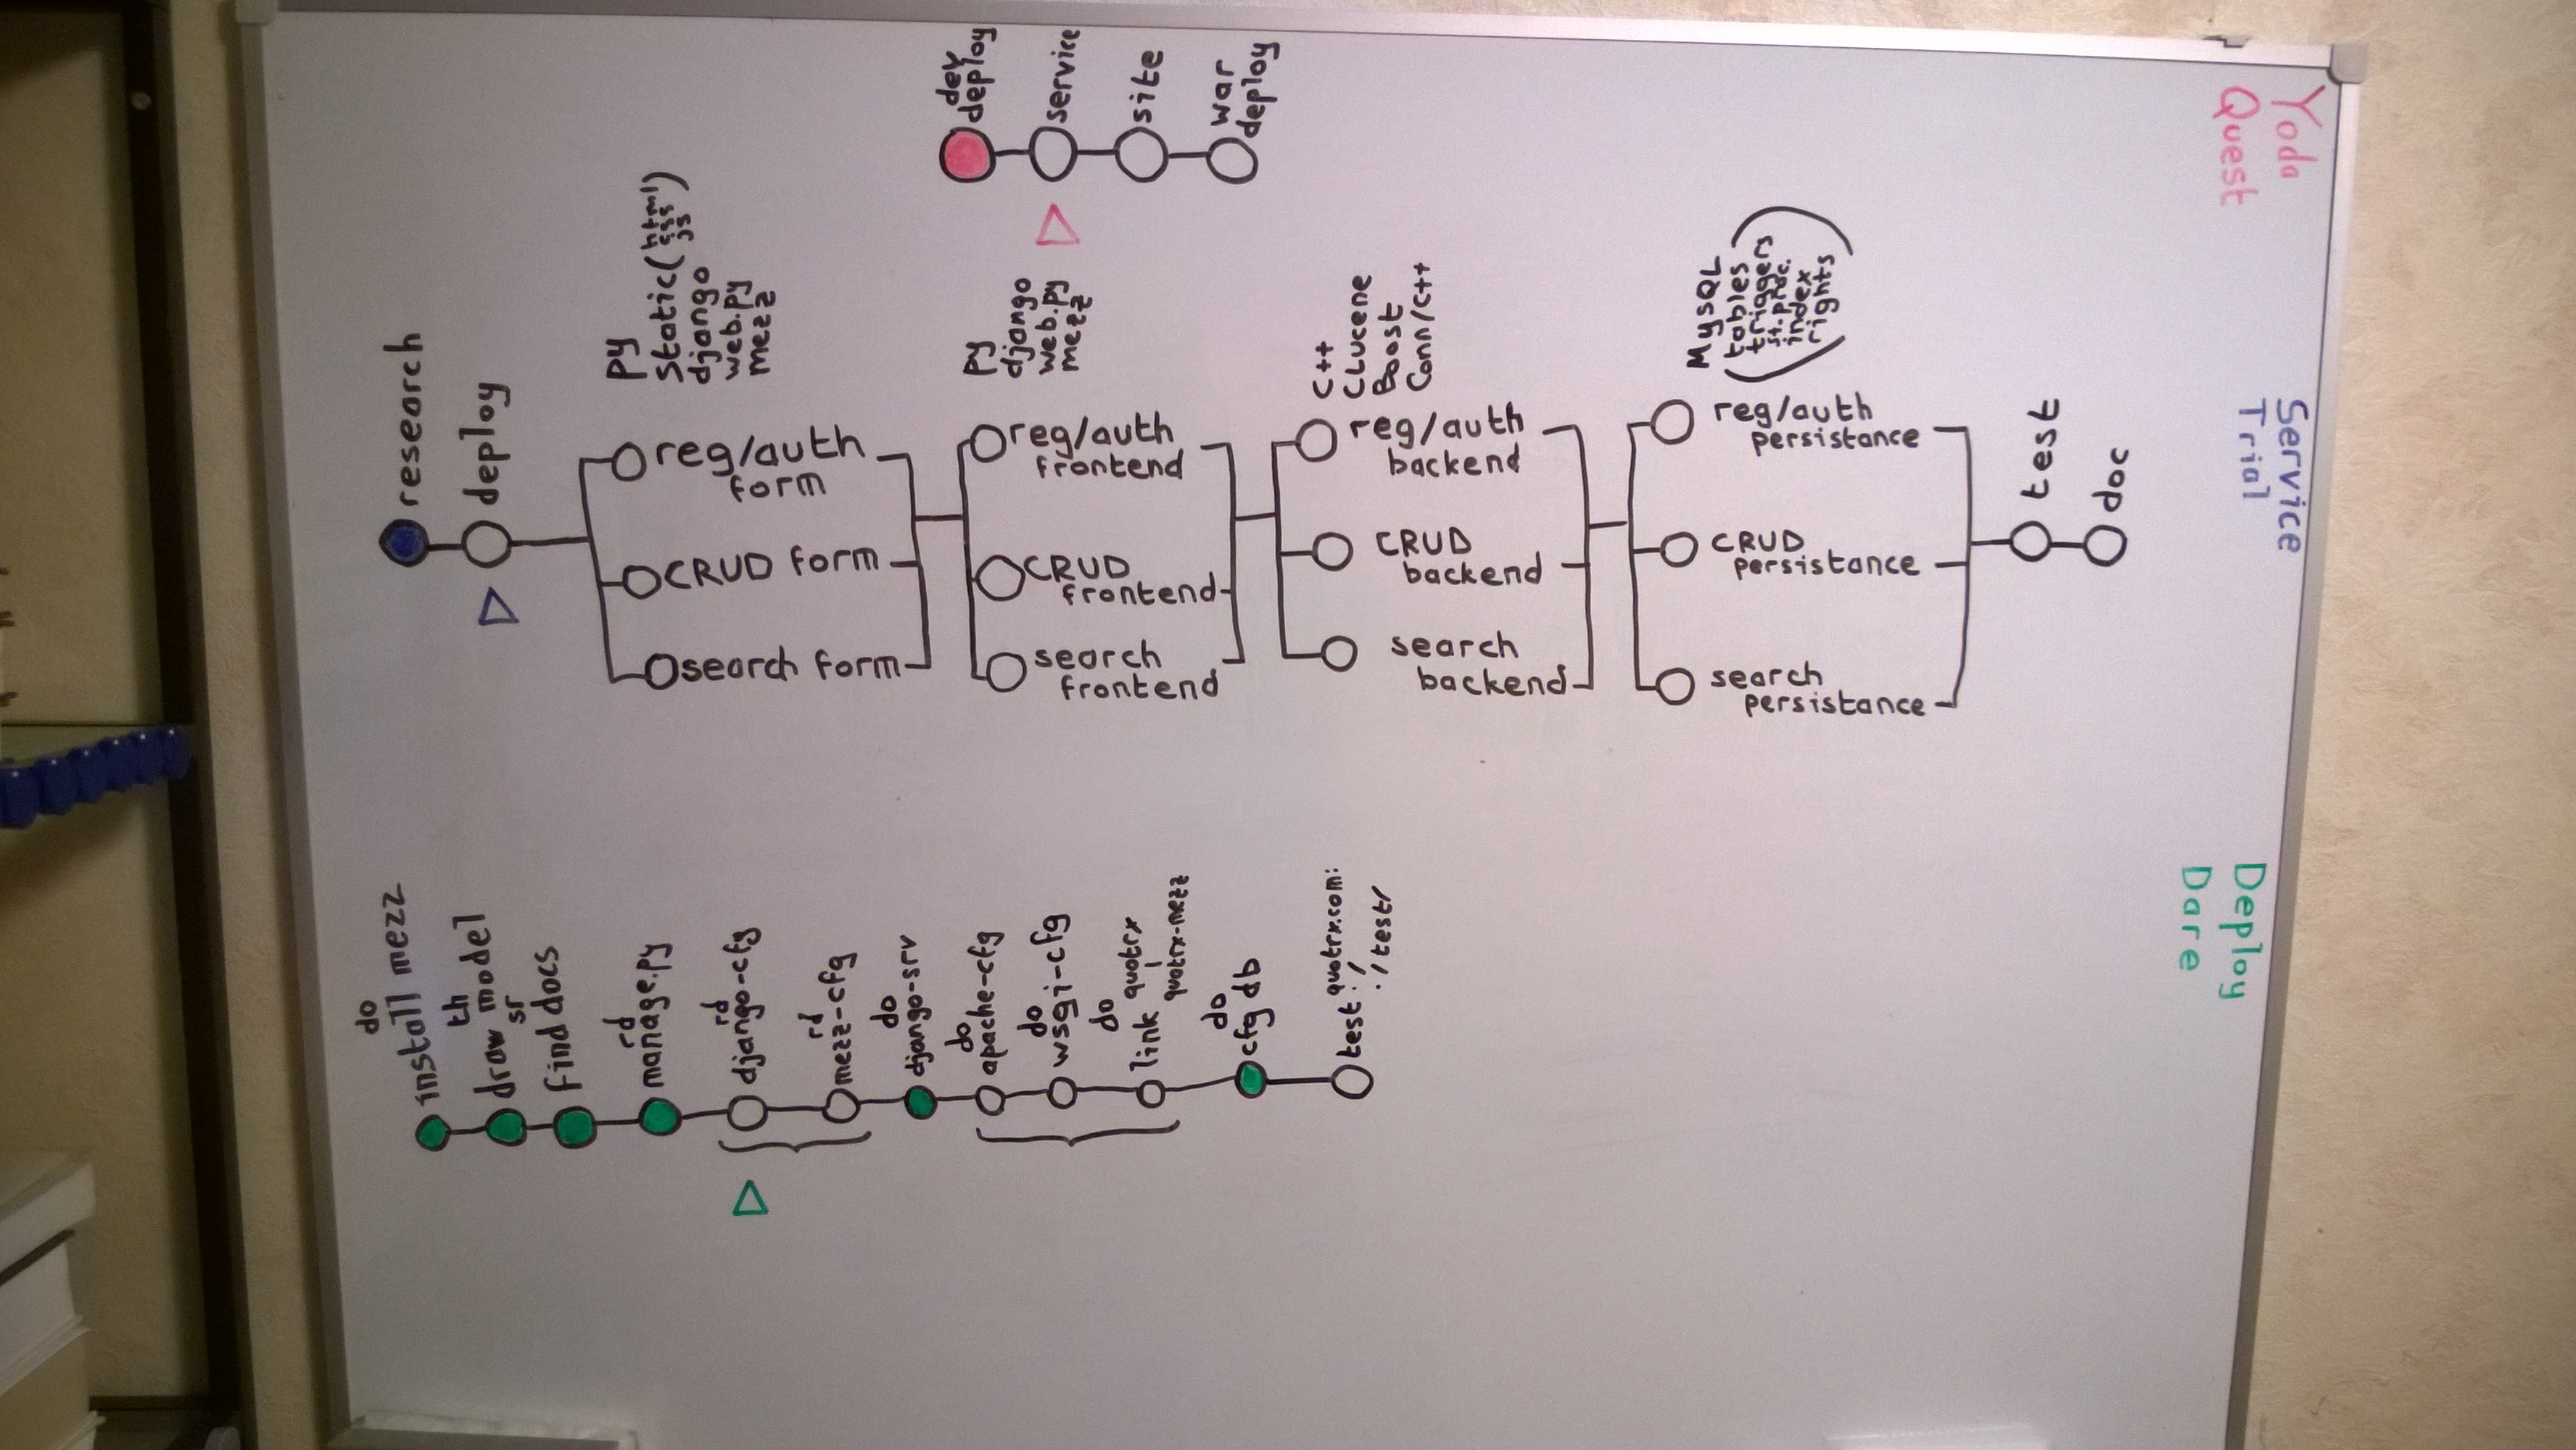 dev
deploy
service
site
war
deploy
Yoda
Quest
research
deploy
py
static(html
css
js)
django
web.py
mezz
reg/auth
form
CRUD form
search form
py
django
web.py
mezz
reg/auth
frontend
CRUD
frontend
search
frontend
C++
CLucene
Boost
Conn/C++
reg/auth
backend
CRUD
backend
search
backend
MySQL
(tables
triggers
st.proc.
index
rights)
reg/auth
persistance
CRUD
persistance
search
persistance
test
doc
Service
Trial
do
install mezz
th
draw model
sr
find docs
rd
manage.py
rd
django-cfg
rd
mezz-cfg
do
django-srv
do
apache-cfg
do
wsgi-cfg
do
link quotrx
quotrx-mezz
do
cfg db
test quotrx.com:
:/
:/testr
Deploy
Dare